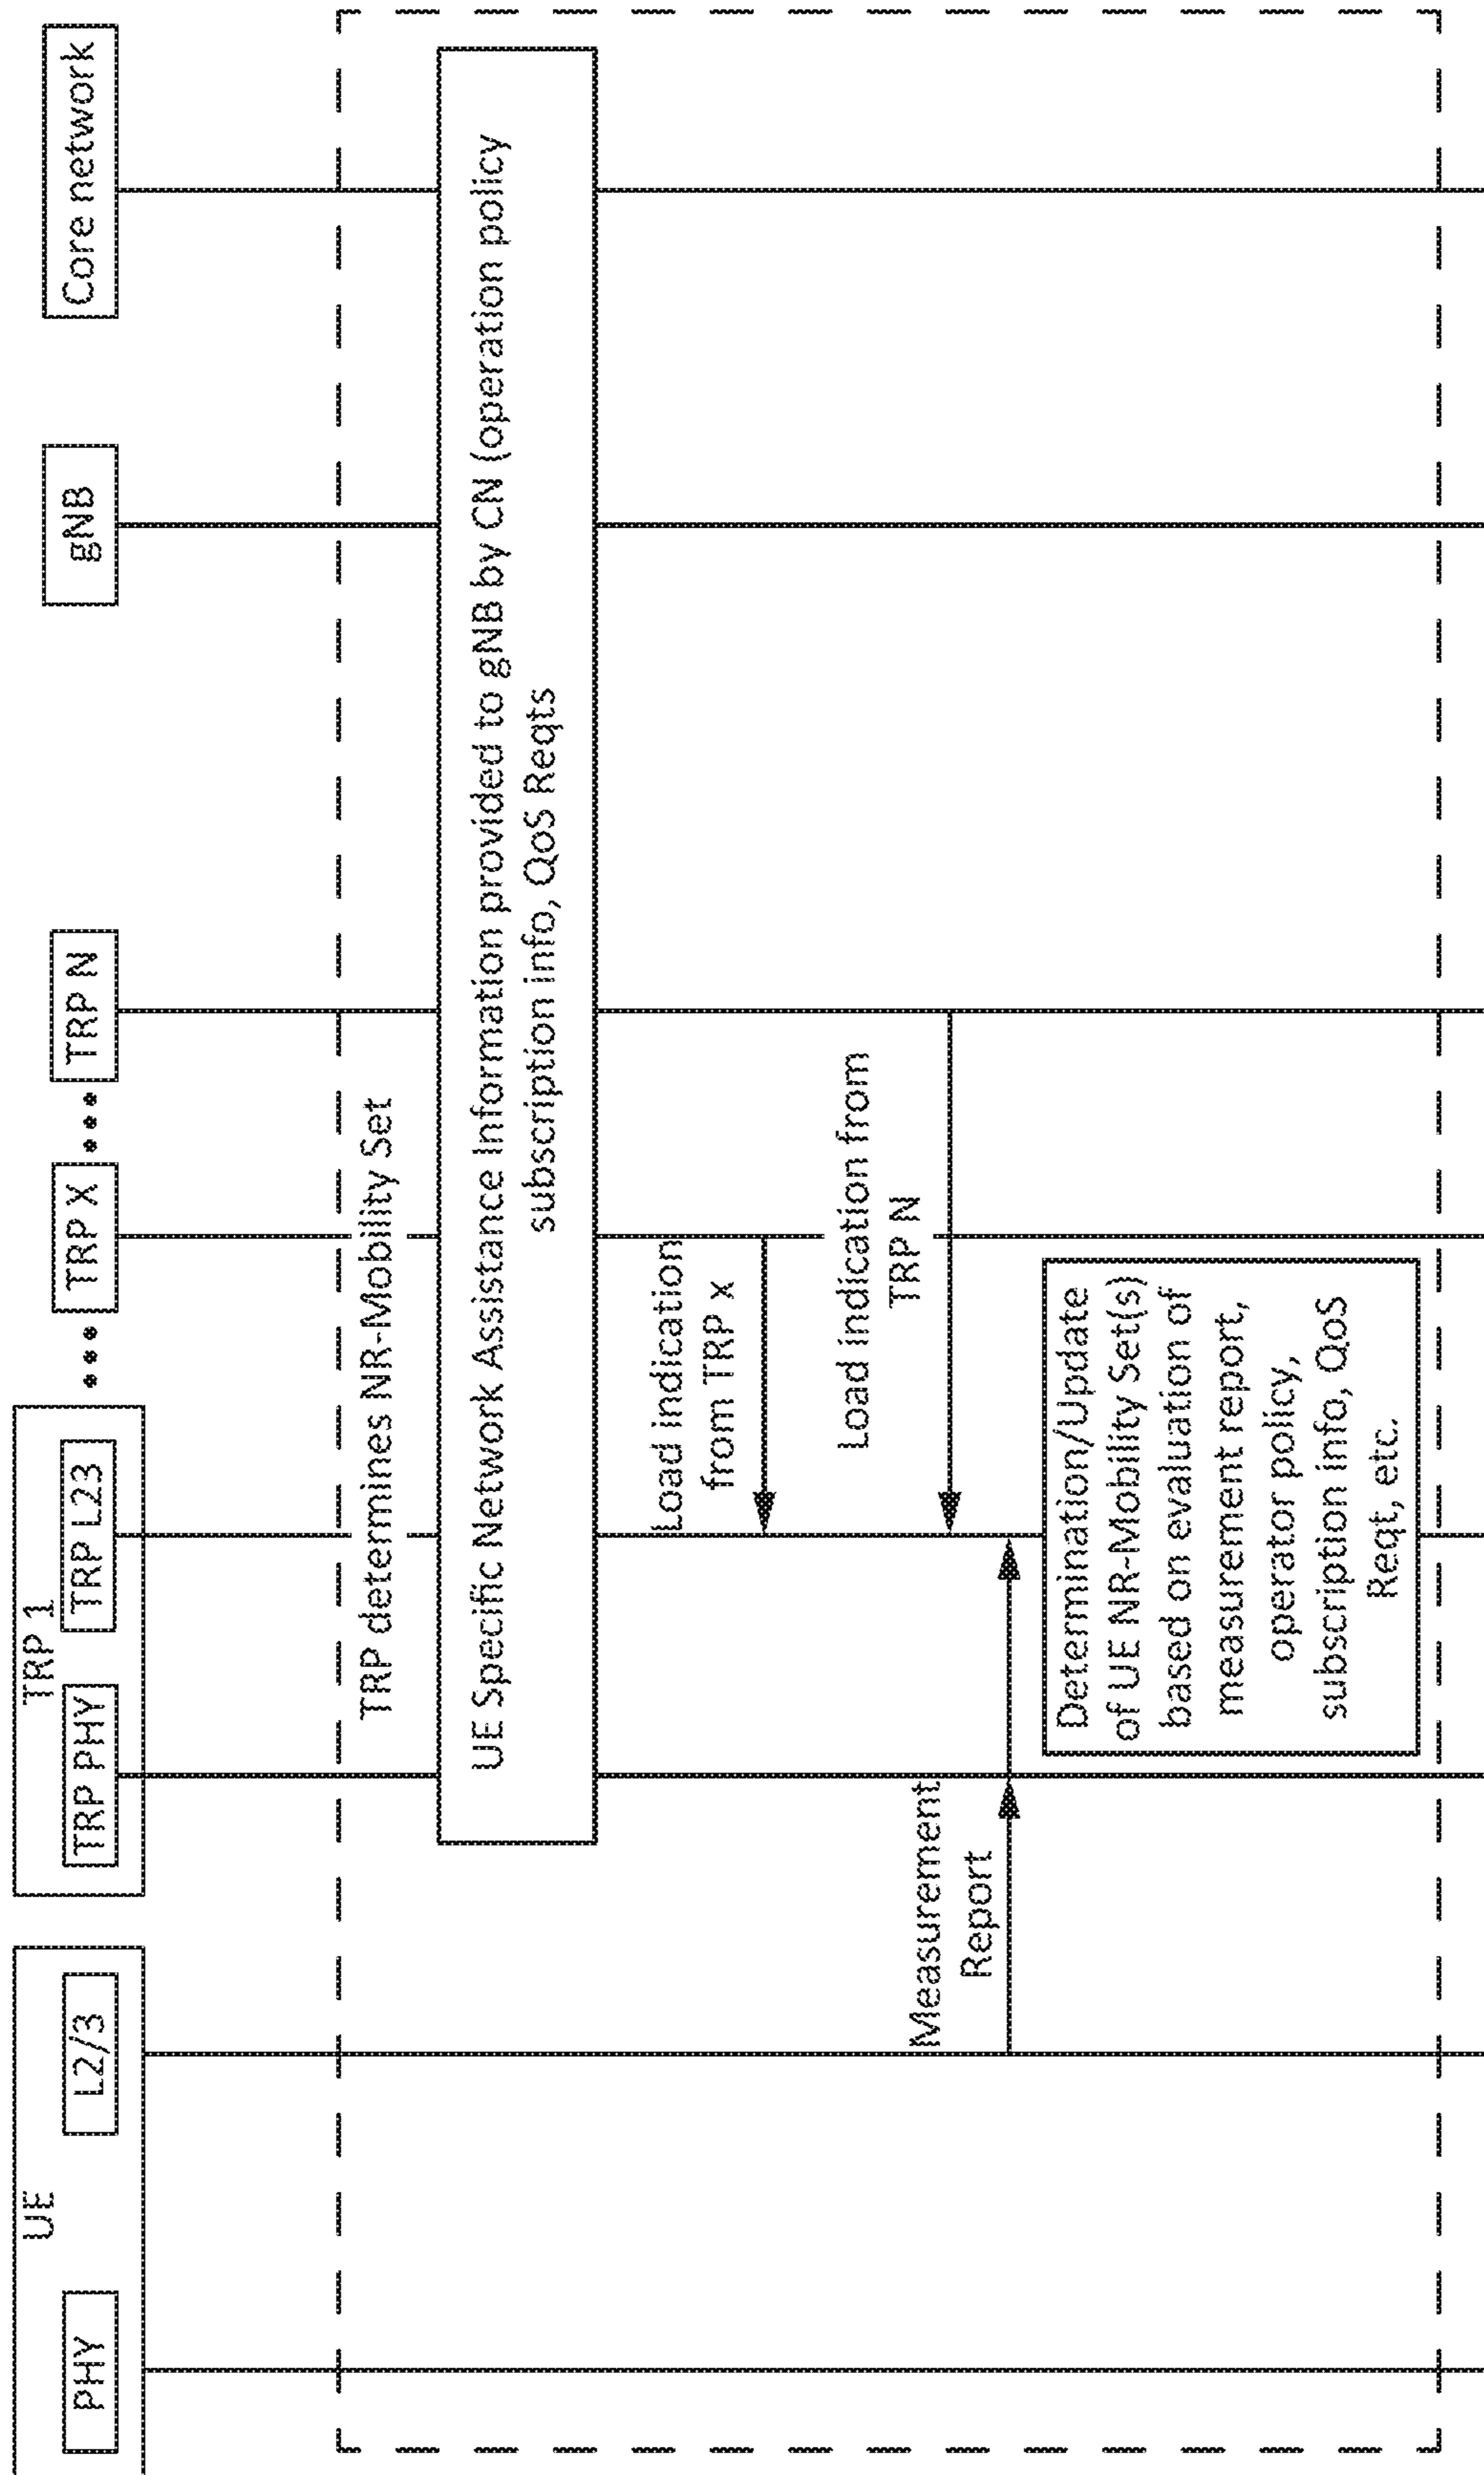 UE
PHY
L2/3
TRP 1
TRP PHY
TRP L23
TRP X
TRP N
gNB
Core network
TRP determines NR-Mobility Set
UE Specific Network Assistance Information provided to gNB by CN (operation policy
subscription info, QoS Reqts
Load indication
from TRP x
Load indication from
TRP N
Measurement
Report
Determination/Update
of UE NR-Mobility Set(s)
based on evaluation of
measurement report,
operator policy,
subscription info, QoS
Reqt, etc.